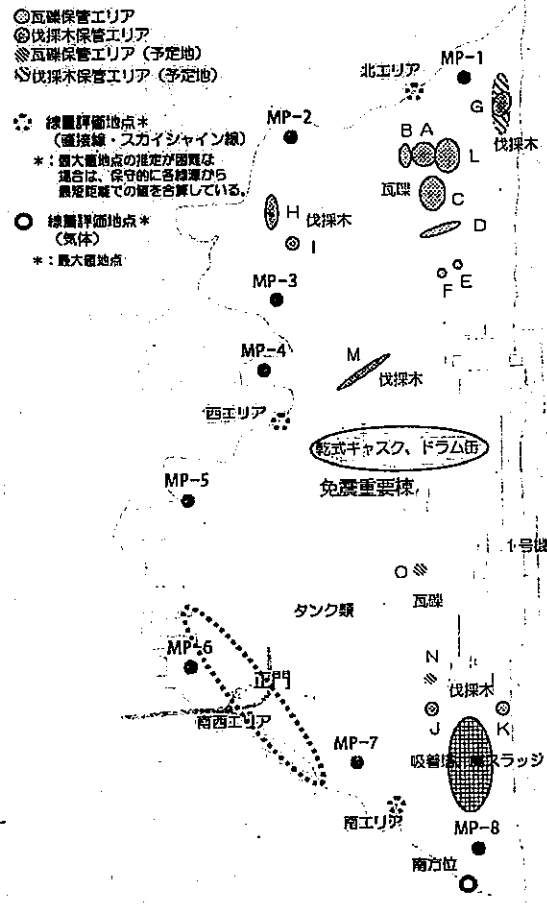 瓦礫保管エリア
伐採木保管エリア
瓦礫保管エリア（予定地）
伐採木保管エリア（予定地）
線量評価地点＊
（直接線・スカイシャイン線）
＊：最大値地点の推定が困難な
場合は、保守的に各線源から
最短距離での値を合算している。
線量評価地点＊
（気体）
＊：最大値地点
北エリア
MP-1
G
伐採木
MP-2
B A
L
瓦礫
C
H
伐採木
D
I
E
F
MP-3
MP-4
M
伐採木
西エリア
乾式キャスク、ドラム缶
免震重要棟
MP-5
1号機
O
瓦礫
タンク類
N
MP-6
正門
伐採木
南西エリア
J
K
MP-7
吸着塔、廃スラッジ
南エリア
MP-8
南方位